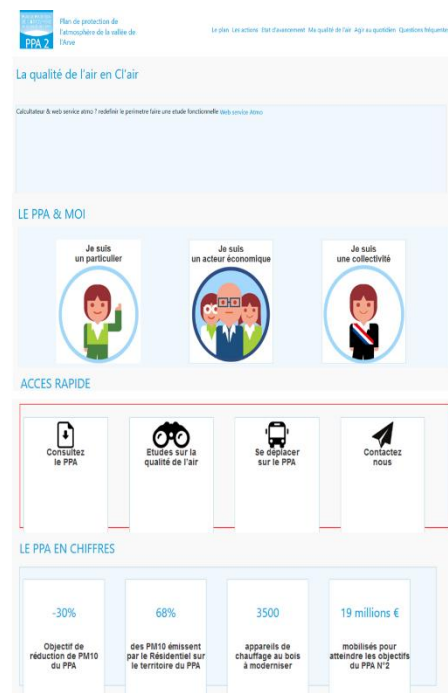 PPA 2
Plan de protection de
l'atmosphère de la vallée de
l'Arve
Le plan Les actions Etat d'avancement Ma qualité de l'air Agir au quotidien Questions fréquentes
La qualité de l'air en Cl'air
Calcultateur & web service atmo ? redefinir le perimetre faire une etude fonctionnelle Web service Atmo
LE PPA & MOI
Je suis
un particulier
Je suis
un acteur économique
Je suis
une collectivité
ACCES RAPIDE
Consultez
le PPA
Etudes sur la
qualité de l'air
Se déplacer
sur le PPA
Contactez
nous
LE PPA EN CHIFFRES
-30%
Objectif de
réduction de PM10
du PPA
68%
des PM10 émissent
par le Résidentiel sur
le territoire du PPA
3500
appareils de
chauffage au bois
à moderniser
19 millions €
mobilisés pour
atteindre les objectifs
du PPA N°2